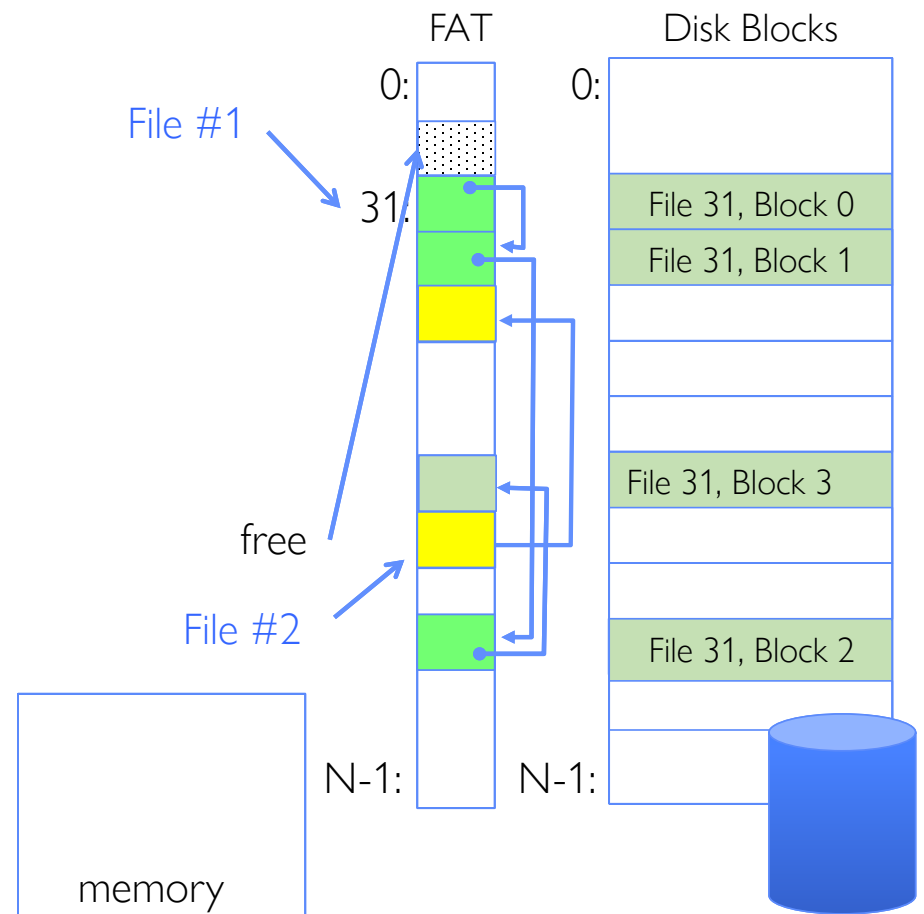 FAT
Disk Blocks
0:
0:
File #1
31:
File 31, Block 0
File 31, Block 1
File 31, Block 3
free
File #2
File 31, Block 2
N-1:
N-1:
memory